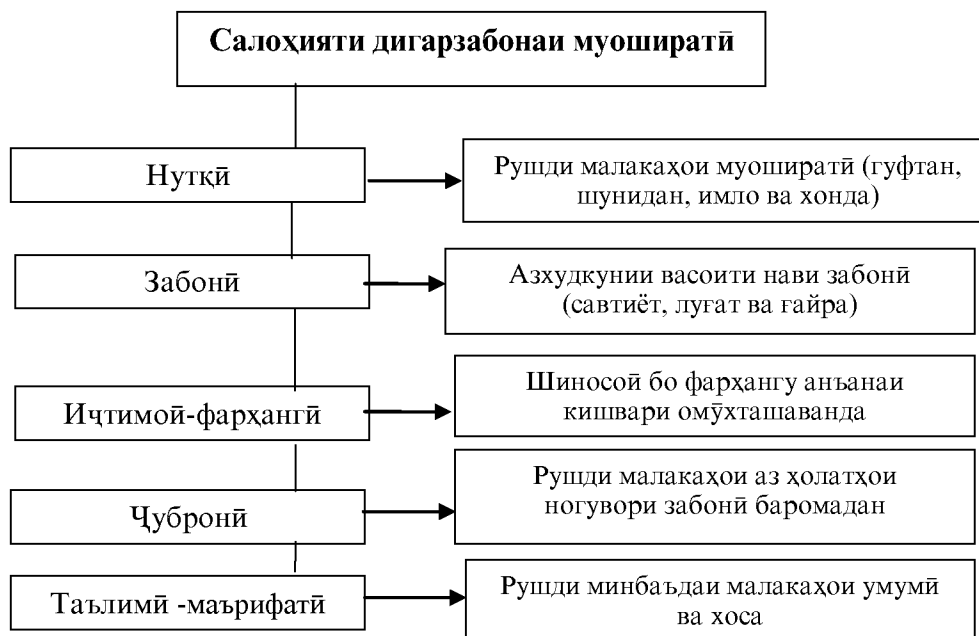 Салоҳияти дигарзабонаи муоширатӣ
Нутқӣ
Рушди малакаҳои муоширатӣ (гуфтан,
шунидан, имло ва хонда)
Забонӣ
Азхудкунии васоити нави забонӣ
(савтиёт, луғат ва ғайра)
Иҷтимоӣ-фарҳангӣ
Шиносоӣ бо фарҳангу анъанаи
кишвари омӯхташаванда
Ҷубронӣ
Рушди малакаҳои аз ҳолатҳои
ногувори забонӣ баромадан
Таълимӣ -маърифатӣ
Рушди минбаъдаи малакаҳои умумӣ
ва хоса